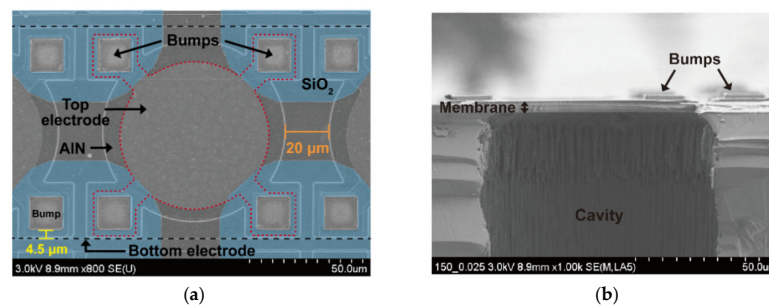 Bumps
SiO2
Top
electrode
AlN
20 μm
Bump
4.5 μm
Bottom electrode
3.0kV 8.9mm x800 SE(U)
50.0um
(a)
Bumps
Membrane
Cavity
150_0.025 3.0kV 8.9mm x1.00k SE(M,LA5)
50.0u
(b)